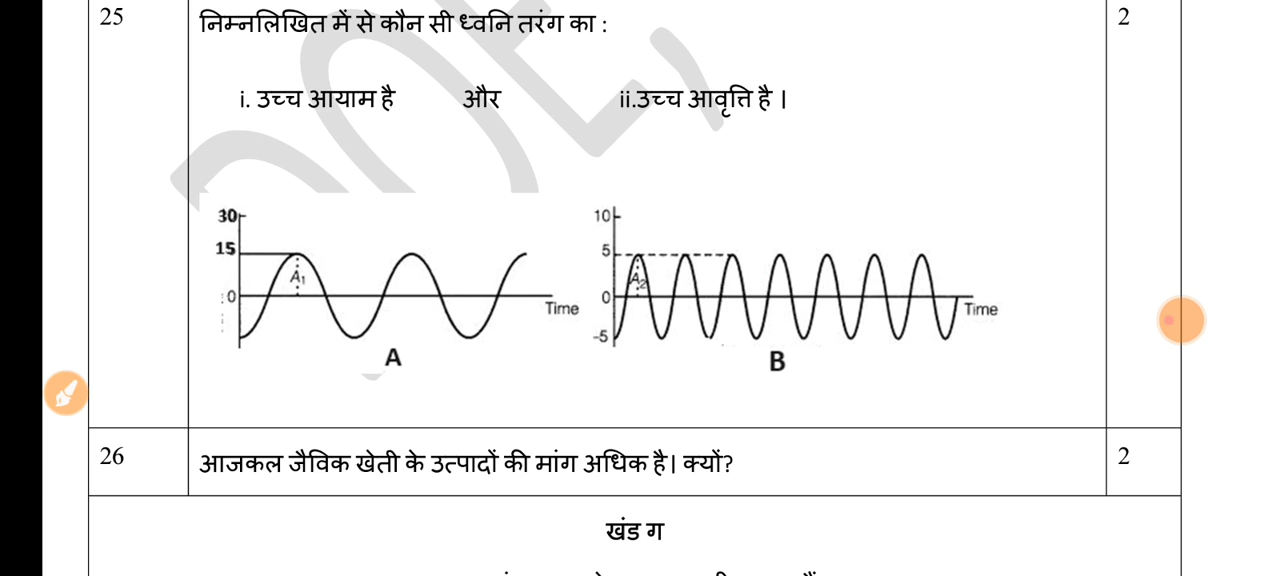 25 निम्नलिखित में से कौन सी ध्वनि तरंग का : 2
i. उच्च आयाम है और ii.उच्च आवृत्ति है ।
30 10
15 5
A₁ A₂
0 0
Time Time
-5
A B
26 आजकल जैविक खेती के उत्पादों की मांग अधिक है। क्यों? 2
खंड ग